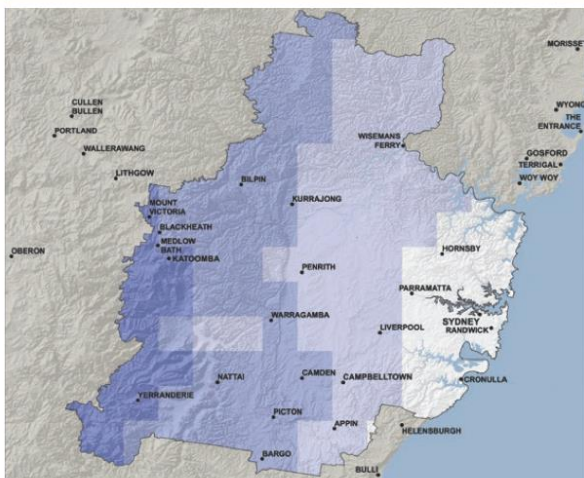 MORISSET
CULLEN
BULLEN
WYONG
PORTLAND
THE
ENTRANCE
WISEMANS
FERRY
WALLERAWANG
GOSFORD
TERRIGAL
LITHGOW
BILPIN
WOY WOY
MOUNT
VICTORIA
KURRAJONG
BLACKHEATH
MEDLOW
BATH
HORNSBY
OBERON
KATOOMBA
PENRITH
PARRAMATTA
WARRAGAMBA
SYDNEY
RANDWICK
LIVERPOOL
NATTAI
CAMDEN
CAMPBELLTOWN
CRONULLA
YERRANDERIE
PICTON
APPIN
HELENSBURGH
BARGO
BULLI